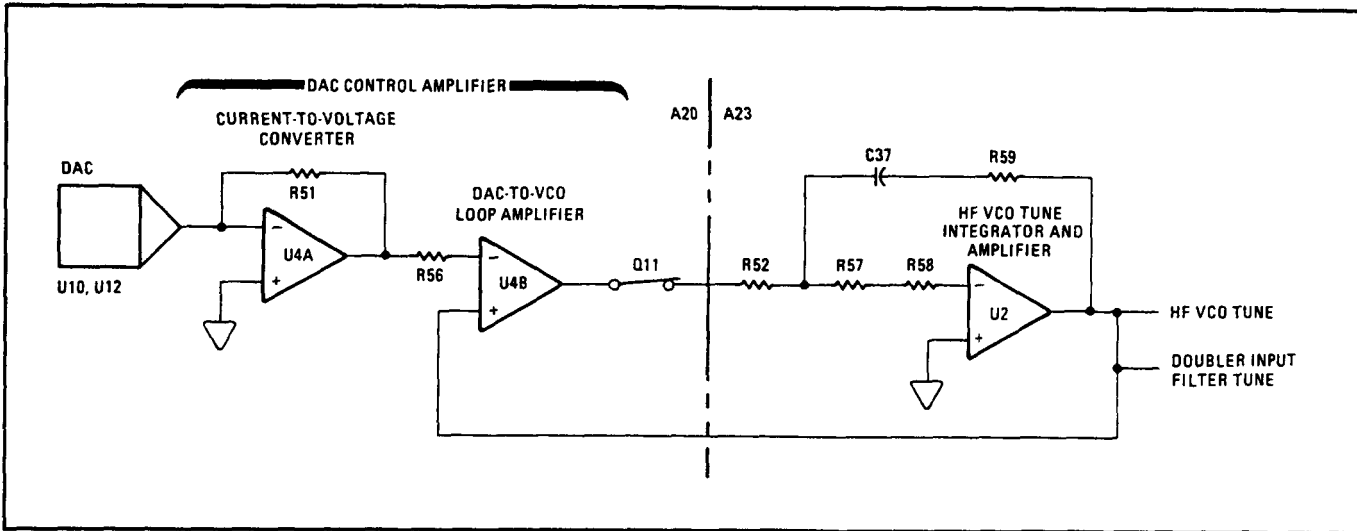 DAC CONTROL AMPLIFIER
CURRENT-TO-VOLTAGE
CONVERTER
A20
A23
DAC
R51
C37
R59
DAC-TO-VCO
LOOP AMPLIFIER
HF VCO TUNE
INTEGRATOR AND
AMPLIFIER
-
U4A
+
R56
-
U4B
+
Q11
R52
R57
R58
-
U2
+
U10, U12
HF VCO TUNE
DOUBLER INPUT
FILTER TUNE